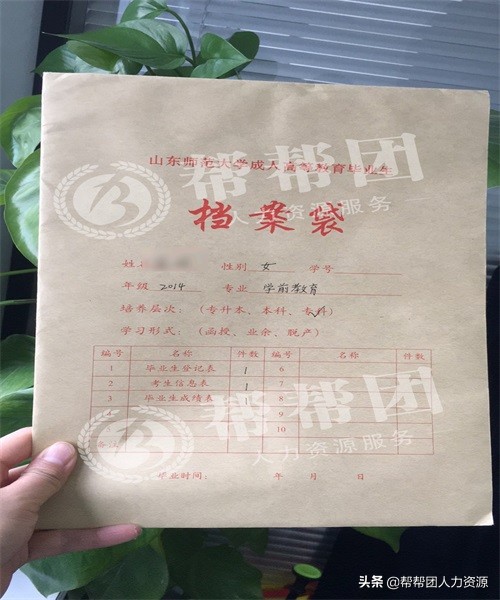 山东师范大学成人高等教育毕业生
帮帮团
人力资源服务
档案袋
姓名： 性别 女 学号
年级 2014 专业 学前教育
培养层次：（专升本、本科、专科）
学习形式：（函授、业余、脱产）
编号 名称 件数 编号 名称 件数
1 毕业生登记表 1 6
2 考生信息表 1 7
3 毕业生成绩表 1 8
9
10
备注
帮帮团
人力资源服务
毕业时间： 年 月 日
头条 @帮帮团人力资源